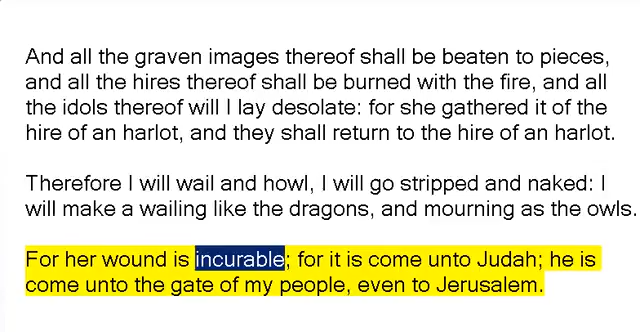 And all the graven images thereof shall be beaten to pieces,
and all the hires thereof shall be burned with the fire, and all
the idols thereof will I lay desolate: for she gathered it of the
hire of an harlot, and they shall return to the hire of an harlot.
Therefore I will wail and howl, I will go stripped and naked: I
will make a wailing like the dragons, and mourning as the owls.
For her wound is incurable; for it is come unto Judah; he is
come unto the gate of my people, even to Jerusalem.